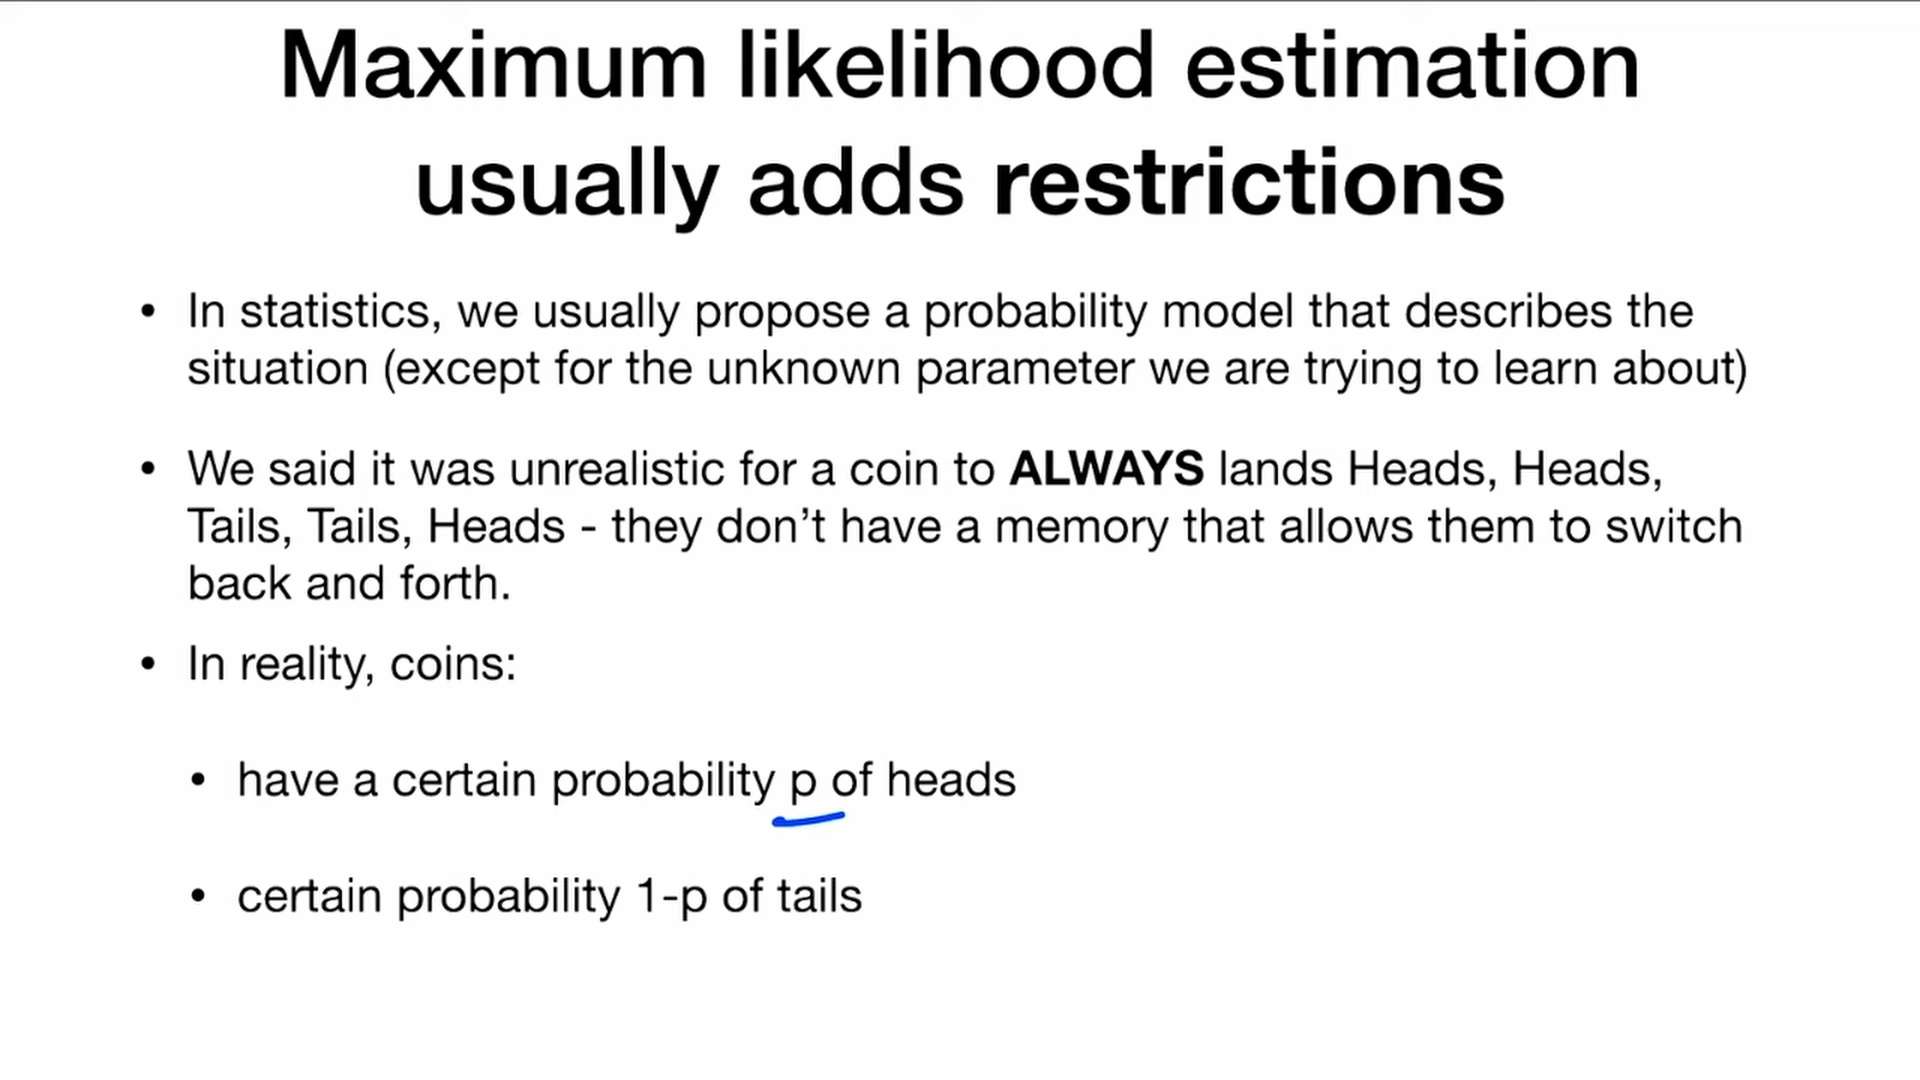 Maximum likelihood estimation
usually adds restrictions
• In statistics, we usually propose a probability model that describes the
situation (except for the unknown parameter we are trying to learn about)
• We said it was unrealistic for a coin to ALWAYS lands Heads, Heads,
Tails, Tails, Heads - they don’t have a memory that allows them to switch
back and forth.
• In reality, coins:
• have a certain probability p of heads
• certain probability 1-p of tails